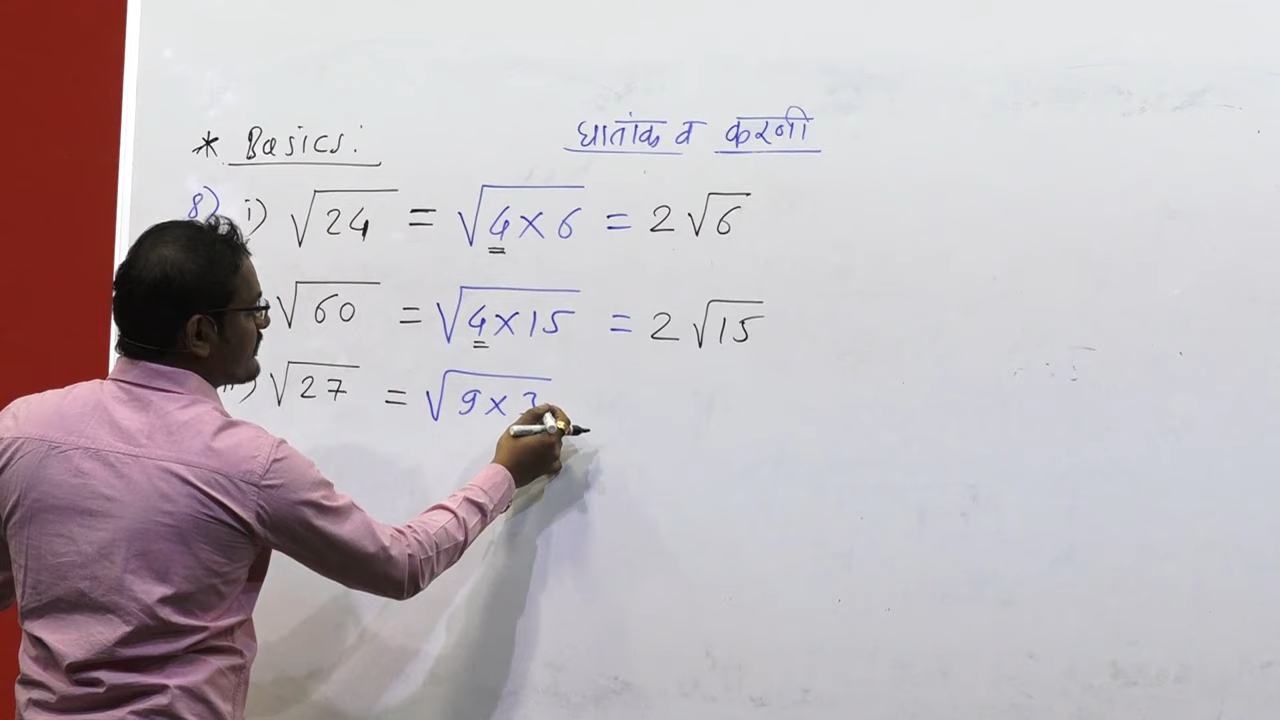 * Basics: घातांक व करणी
8) i) √24 = √4×6 = 2√6
√60 = √4×15 = 2√15
) √27 = √9×3